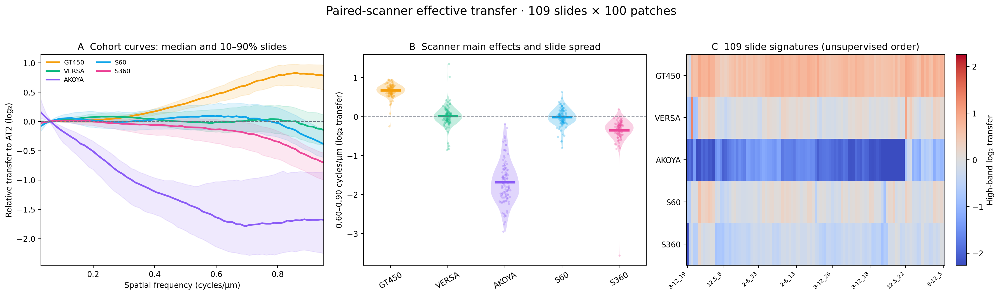 Paired-scanner effective transfer · 109 slides × 100 patches
A  Cohort curves: median and 10–90% slides
GT450
VERSA
AKOYA
S60
S360
1.0
0.5
0.0
−0.5
−1.0
−1.5
−2.0
Relative transfer to AT2 (log₂)
0.2
0.4
0.6
0.8
Spatial frequency (cycles/μm)
B  Scanner main effects and slide spread
1
0
−1
−2
−3
0.60–0.90 cycles/μm (log₂ transfer)
GT450
VERSA
AKOYA
S60
S360
C  109 slide signatures (unsupervised order)
GT450
VERSA
AKOYA
S60
S360
8-12_19
12.5_8
2-8_33
2-8_13
8-12_26
8-12_18
12.5_22
8-12_5
2
1
0
−1
−2
High-band log₂ transfer